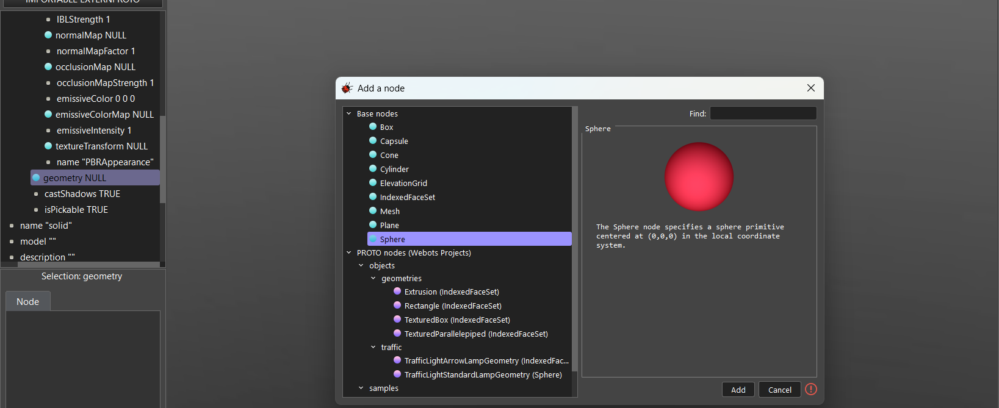 IMPORTABLE EXTERNPROTO
IBLStrength 1
normalMap NULL
normalMapFactor 1
occlusionMap NULL
occlusionMapStrength 1
emissiveColor 0 0 0
emissiveColorMap NULL
emissiveIntensity 1
textureTransform NULL
name "PBRAppearance"
geometry NULL
castShadows TRUE
isPickable TRUE
name "solid"
model ""
description ""
Selection: geometry
Node
Add a node
Base nodes
Box
Capsule
Cone
Cylinder
ElevationGrid
IndexedFaceSet
Mesh
Plane
Sphere
PROTO nodes (Webots Projects)
objects
geometries
Extrusion (IndexedFaceSet)
Rectangle (IndexedFaceSet)
TexturedBox (IndexedFaceSet)
TexturedParallelepiped (IndexedFaceSet)
traffic
TrafficLightArrowLampGeometry (IndexedFac...
TrafficLightStandardLampGeometry (Sphere)
samples
Find:
Sphere
The Sphere node specifies a sphere primitive
centered at (0,0,0) in the local coordinate
system.
Add
Cancel